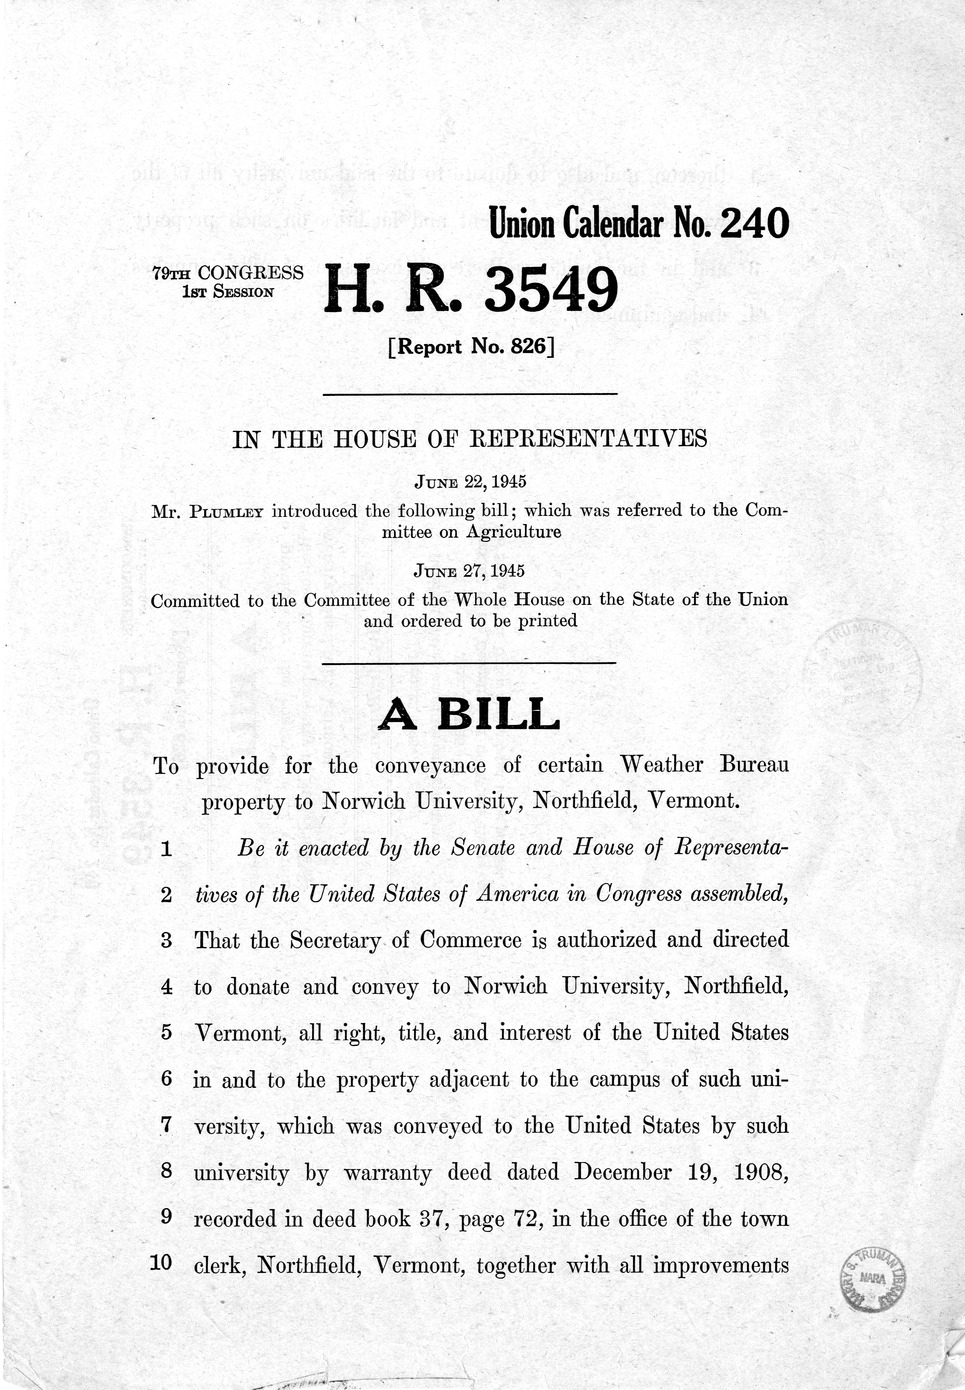 Union Calendar No. 240
79TH CONGRESS
1ST SESSION
H. R. 3549
[Report No. 826]
IN THE HOUSE OF REPRESENTATIVES
JUNE 22, 1945
Mr. PLUMLEY introduced the following bill; which was referred to the Com-
mittee on Agriculture
JUNE 27, 1945
Committed to the Committee of the Whole House on the State of the Union
and ordered to be printed
A BILL
To provide for the conveyance of certain Weather Bureau
property to Norwich University, Northfield, Vermont.
1 Be it enacted by the Senate and House of Representa-
2 tives of the United States of America in Congress assembled,
3 That the Secretary of Commerce is authorized and directed
4 to donate and convey to Norwich University, Northfield,
5 Vermont, all right, title, and interest of the United States
6 in and to the property adjacent to the campus of such uni-
7 versity, which was conveyed to the United States by such
8 university by warranty deed dated December 19, 1908,
9 recorded in deed book 37, page 72, in the office of the town
10 clerk, Northfield, Vermont, together with all improvements
HARRY S. TRUMAN LIBRARY
NARA